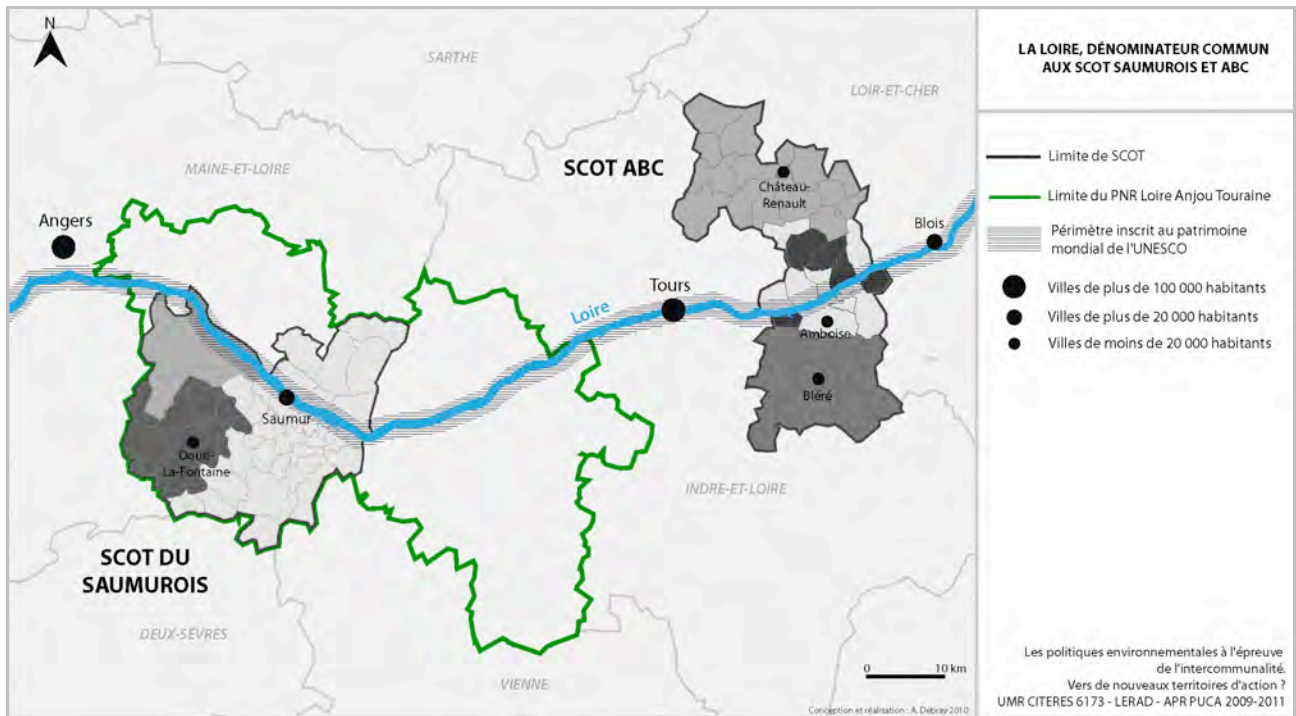 N
SARTHE
LOIR-ET-CHER
MAINE-ET-LOIRE
SCOT ABC
Château-
Renault
Angers
Blois
Tours
Loire
Amboise
Bléré
Saumur
Doué-
La-Fontaine
INDRE-ET-LOIRE
SCOT DU
SAUMUROIS
DEUX-SÈVRES
VIENNE
0 10 km
Conception et réalisation : A. Debray 2010
LA LOIRE, DÉNOMINATEUR COMMUN
AUX SCOT SAUMUROIS ET ABC
Limite de SCOT
Limite du PNR Loire Anjou Touraine
Périmètre inscrit au patrimoine
mondial de l'UNESCO
Villes de plus de 100 000 habitants
Villes de plus de 20 000 habitants
Villes de moins de 20 000 habitants
Les politiques environnementales à l'épreuve
de l'intercommunalité.
Vers de nouveaux territoires d'action ?
UMR CITERES 6173 - LERAD - APR PUCA 2009-2011